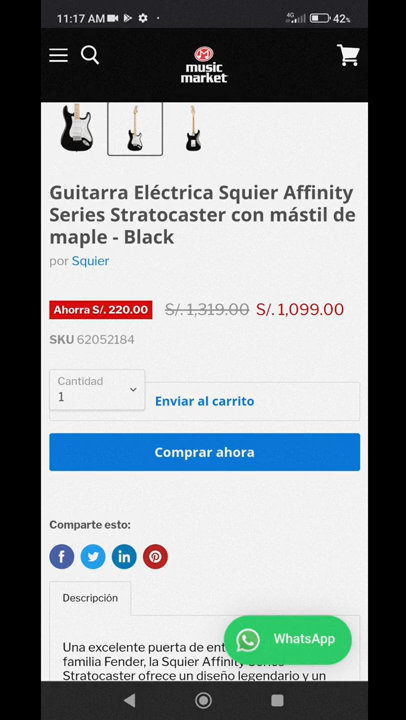 11:17 AM
4G
42%
music
market
Guitarra Eléctrica Squier Affinity
Series Stratocaster con mástil de
maple - Black
por Squier
Ahorra S/. 220.00 S/. 1,319.00 S/. 1,099.00
SKU 62052184
Cantidad
1
Enviar al carrito
Comprar ahora
Comparte esto:
Descripción
WhatsApp
Una excelente puerta de ent
familia Fender, la Squier Affinity Series
Stratocaster ofrece un diseño legendario y un